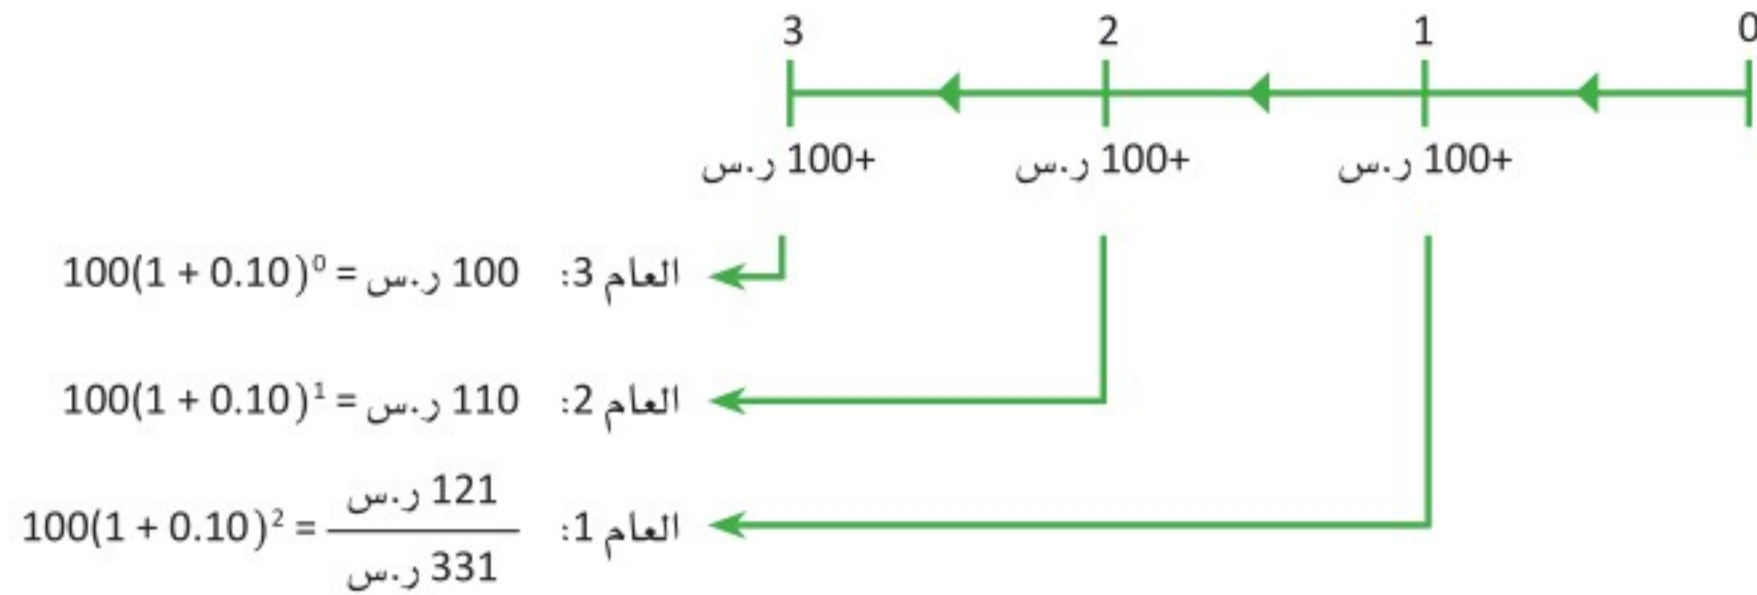 0 1 2 3
+100 ر.س +100 ر.س +100 ر.س
العام 3: 100 ر.س = 100(1 + 0.10)⁰
العام 2: 110 ر.س = 100(1 + 0.10)¹
العام 1: 121 ر.س = 100(1 + 0.10)²
331 ر.س